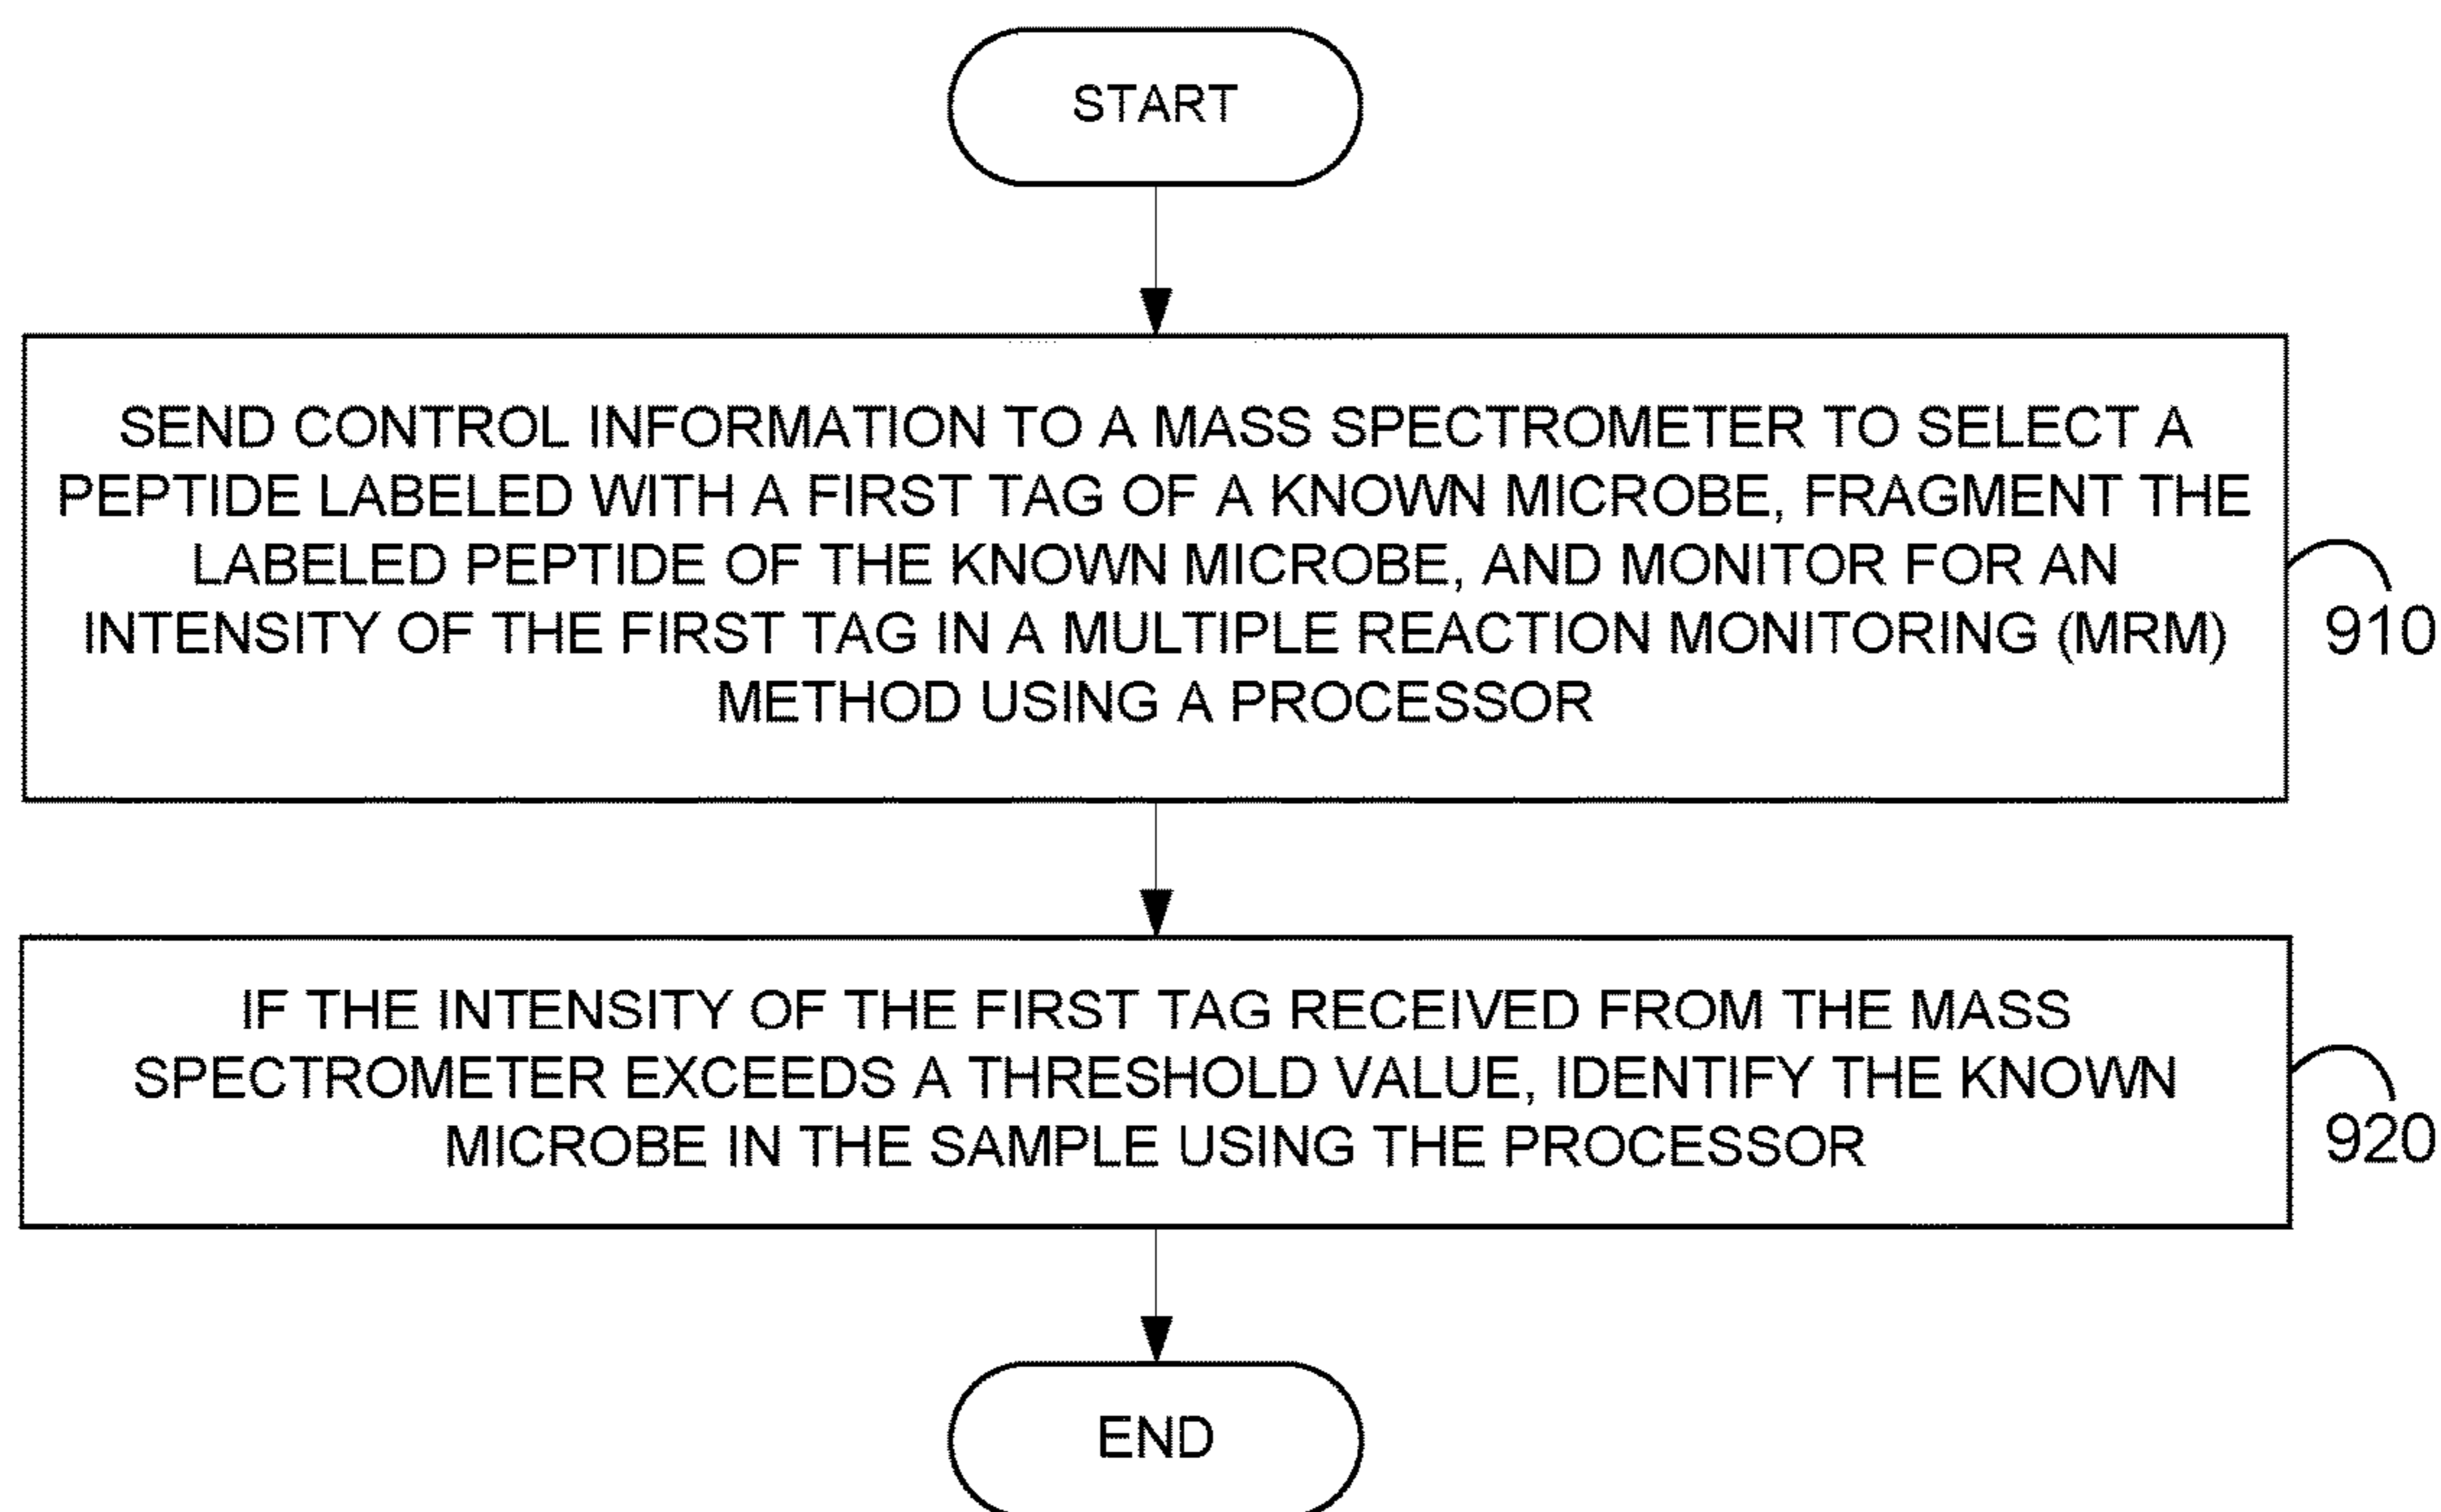 START
SEND CONTROL INFORMATION TO A MASS SPECTROMETER TO SELECT A
PEPTIDE LABELED WITH A FIRST TAG OF A KNOWN MICROBE, FRAGMENT THE
LABELED PEPTIDE OF THE KNOWN MICROBE, AND MONITOR FOR AN
INTENSITY OF THE FIRST TAG IN A MULTIPLE REACTION MONITORING (MRM)
METHOD USING A PROCESSOR
910
IF THE INTENSITY OF THE FIRST TAG RECEIVED FROM THE MASS
SPECTROMETER EXCEEDS A THRESHOLD VALUE, IDENTIFY THE KNOWN
MICROBE IN THE SAMPLE USING THE PROCESSOR
920
END